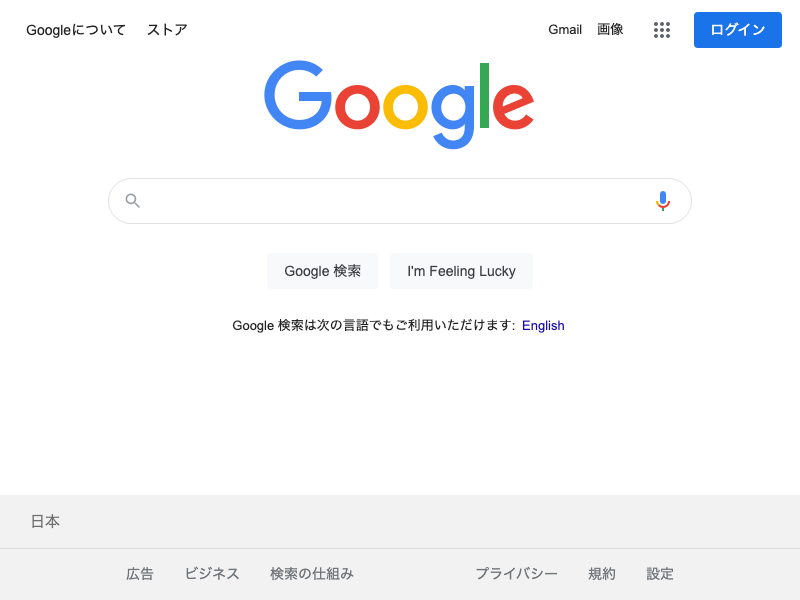 Googleについて ストア Gmail 画像 ログイン
Google
Google 検索 I'm Feeling Lucky
Google 検索は次の言語でもご利用いただけます: English
日本
広告 ビジネス 検索の仕組み プライバシー 規約 設定